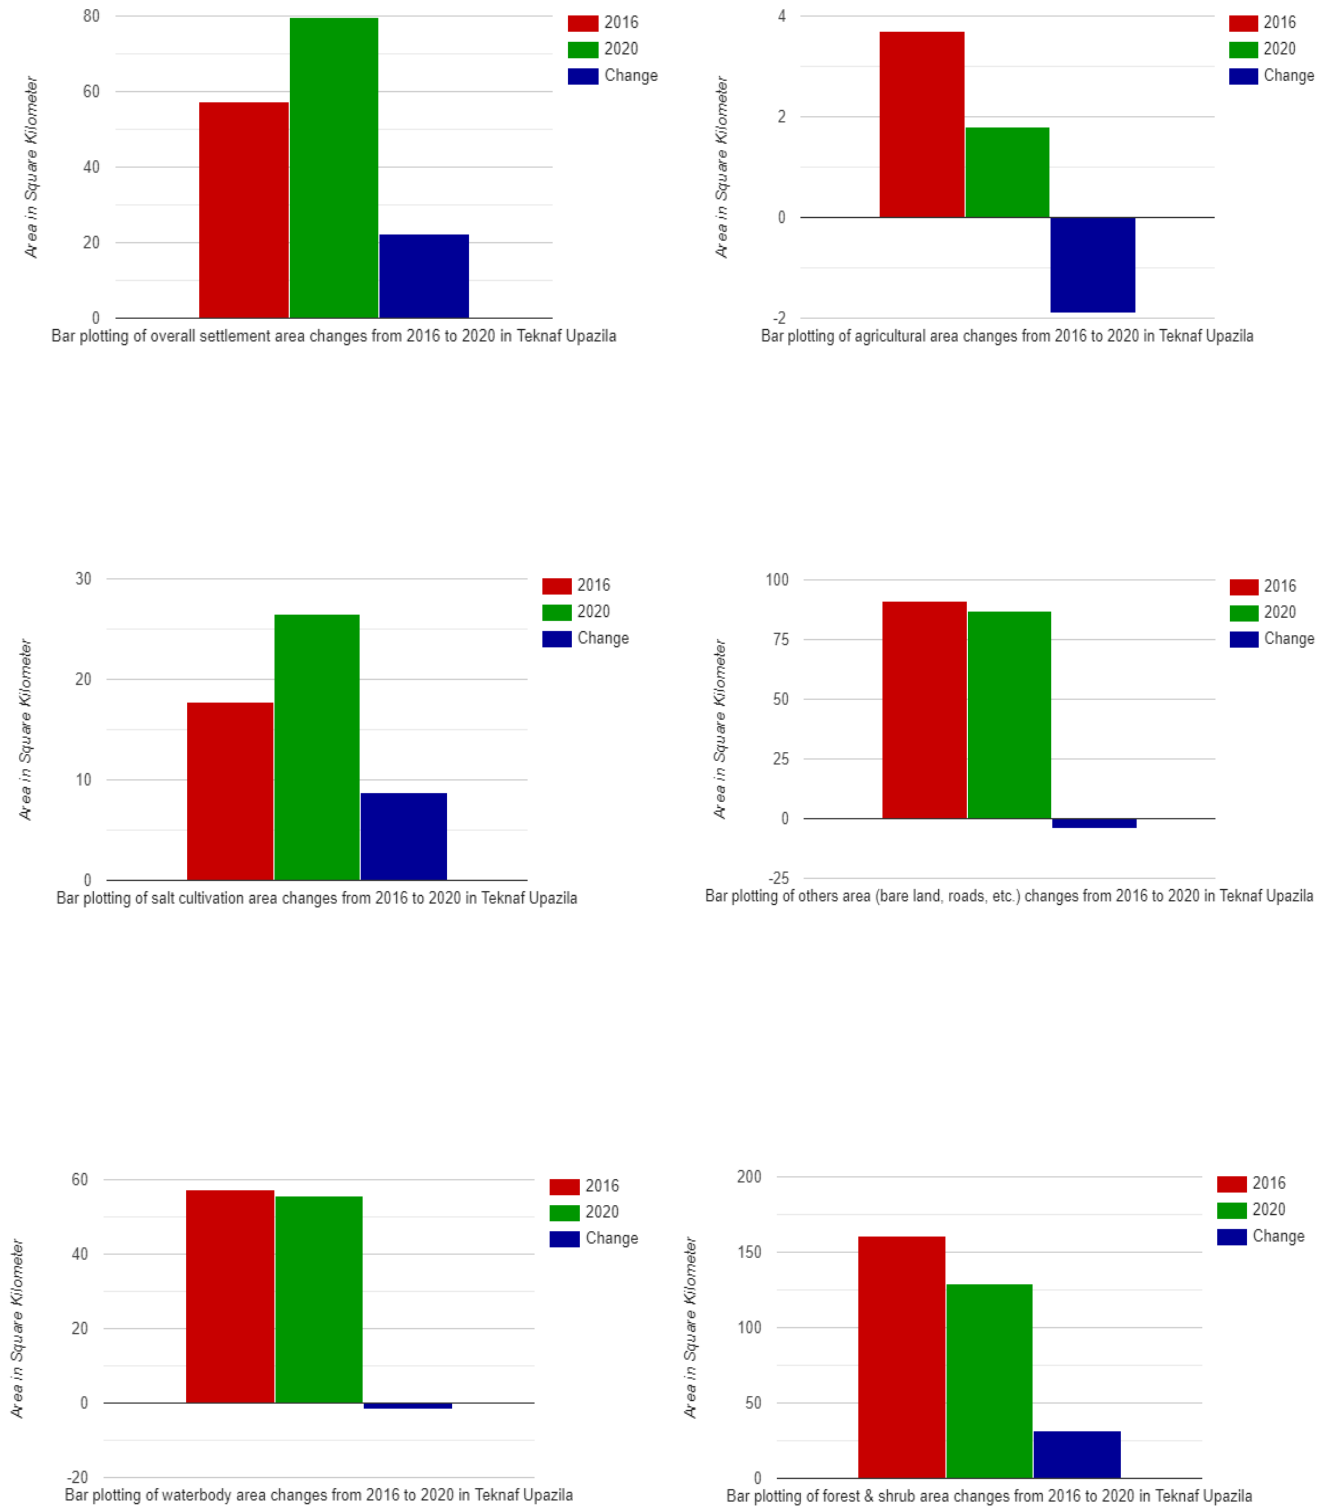 80
60
40
20
0
Area in Square Kilometer
2016
2020
Change
Bar plotting of overall settlement area changes from 2016 to 2020 in Teknaf Upazila
4
2
0
-2
Area in Square Kilometer
2016
2020
Change
Bar plotting of agricultural area changes from 2016 to 2020 in Teknaf Upazila
30
20
10
0
Area in Square Kilometer
2016
2020
Change
Bar plotting of salt cultivation area changes from 2016 to 2020 in Teknaf Upazila
100
75
50
25
0
-25
Area in Square Kilometer
2016
2020
Change
Bar plotting of others area (bare land, roads, etc.) changes from 2016 to 2020 in Teknaf Upazila
60
40
20
0
-20
Area in Square Kilometer
2016
2020
Change
Bar plotting of waterbody area changes from 2016 to 2020 in Teknaf Upazila
200
150
100
50
0
Area in Square Kilometer
2016
2020
Change
Bar plotting of forest & shrub area changes from 2016 to 2020 in Teknaf Upazila